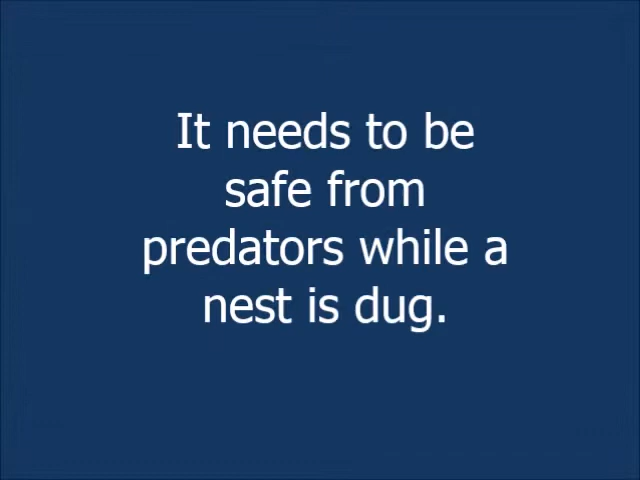 It needs to be
safe from
predators while a
nest is dug.